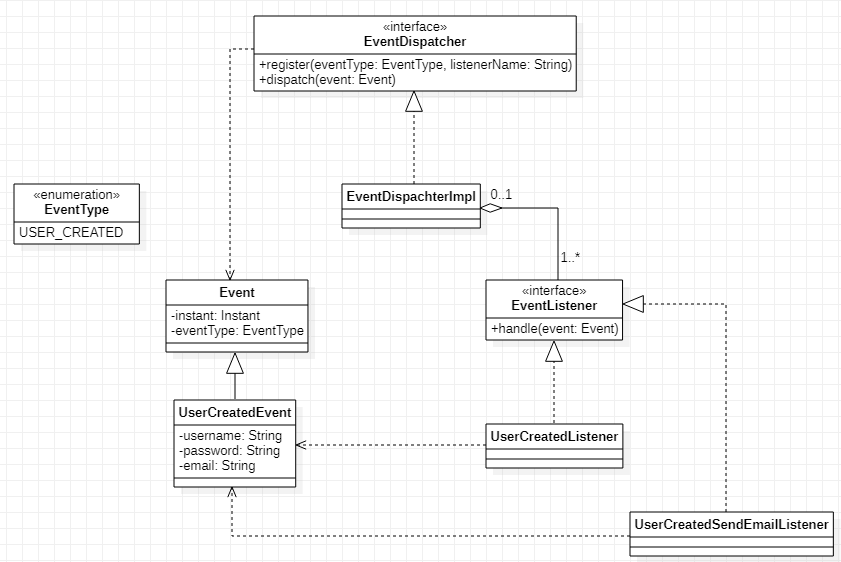 «interface»
EventDispatcher
+register(eventType: EventType, listenerName: String)
+dispatch(event: Event)
«enumeration»
EventType
USER_CREATED
EventDispachterImpl
0..1
1..*
Event
-instant: Instant
-eventType: EventType
«interface»
EventListener
+handle(event: Event)
UserCreatedEvent
-username: String
-password: String
-email: String
UserCreatedListener
UserCreatedSendEmailListener